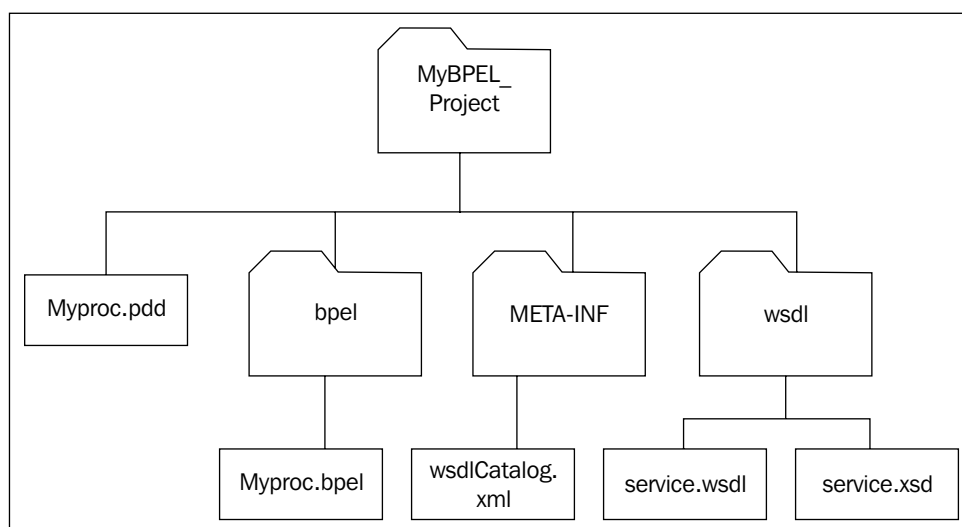 MyBPEL_
Project
Myproc.pdd
bpel
META-INF
wsdl
Myproc.bpel
wsdlCatalog.
xml
service.wsdl
service.xsd